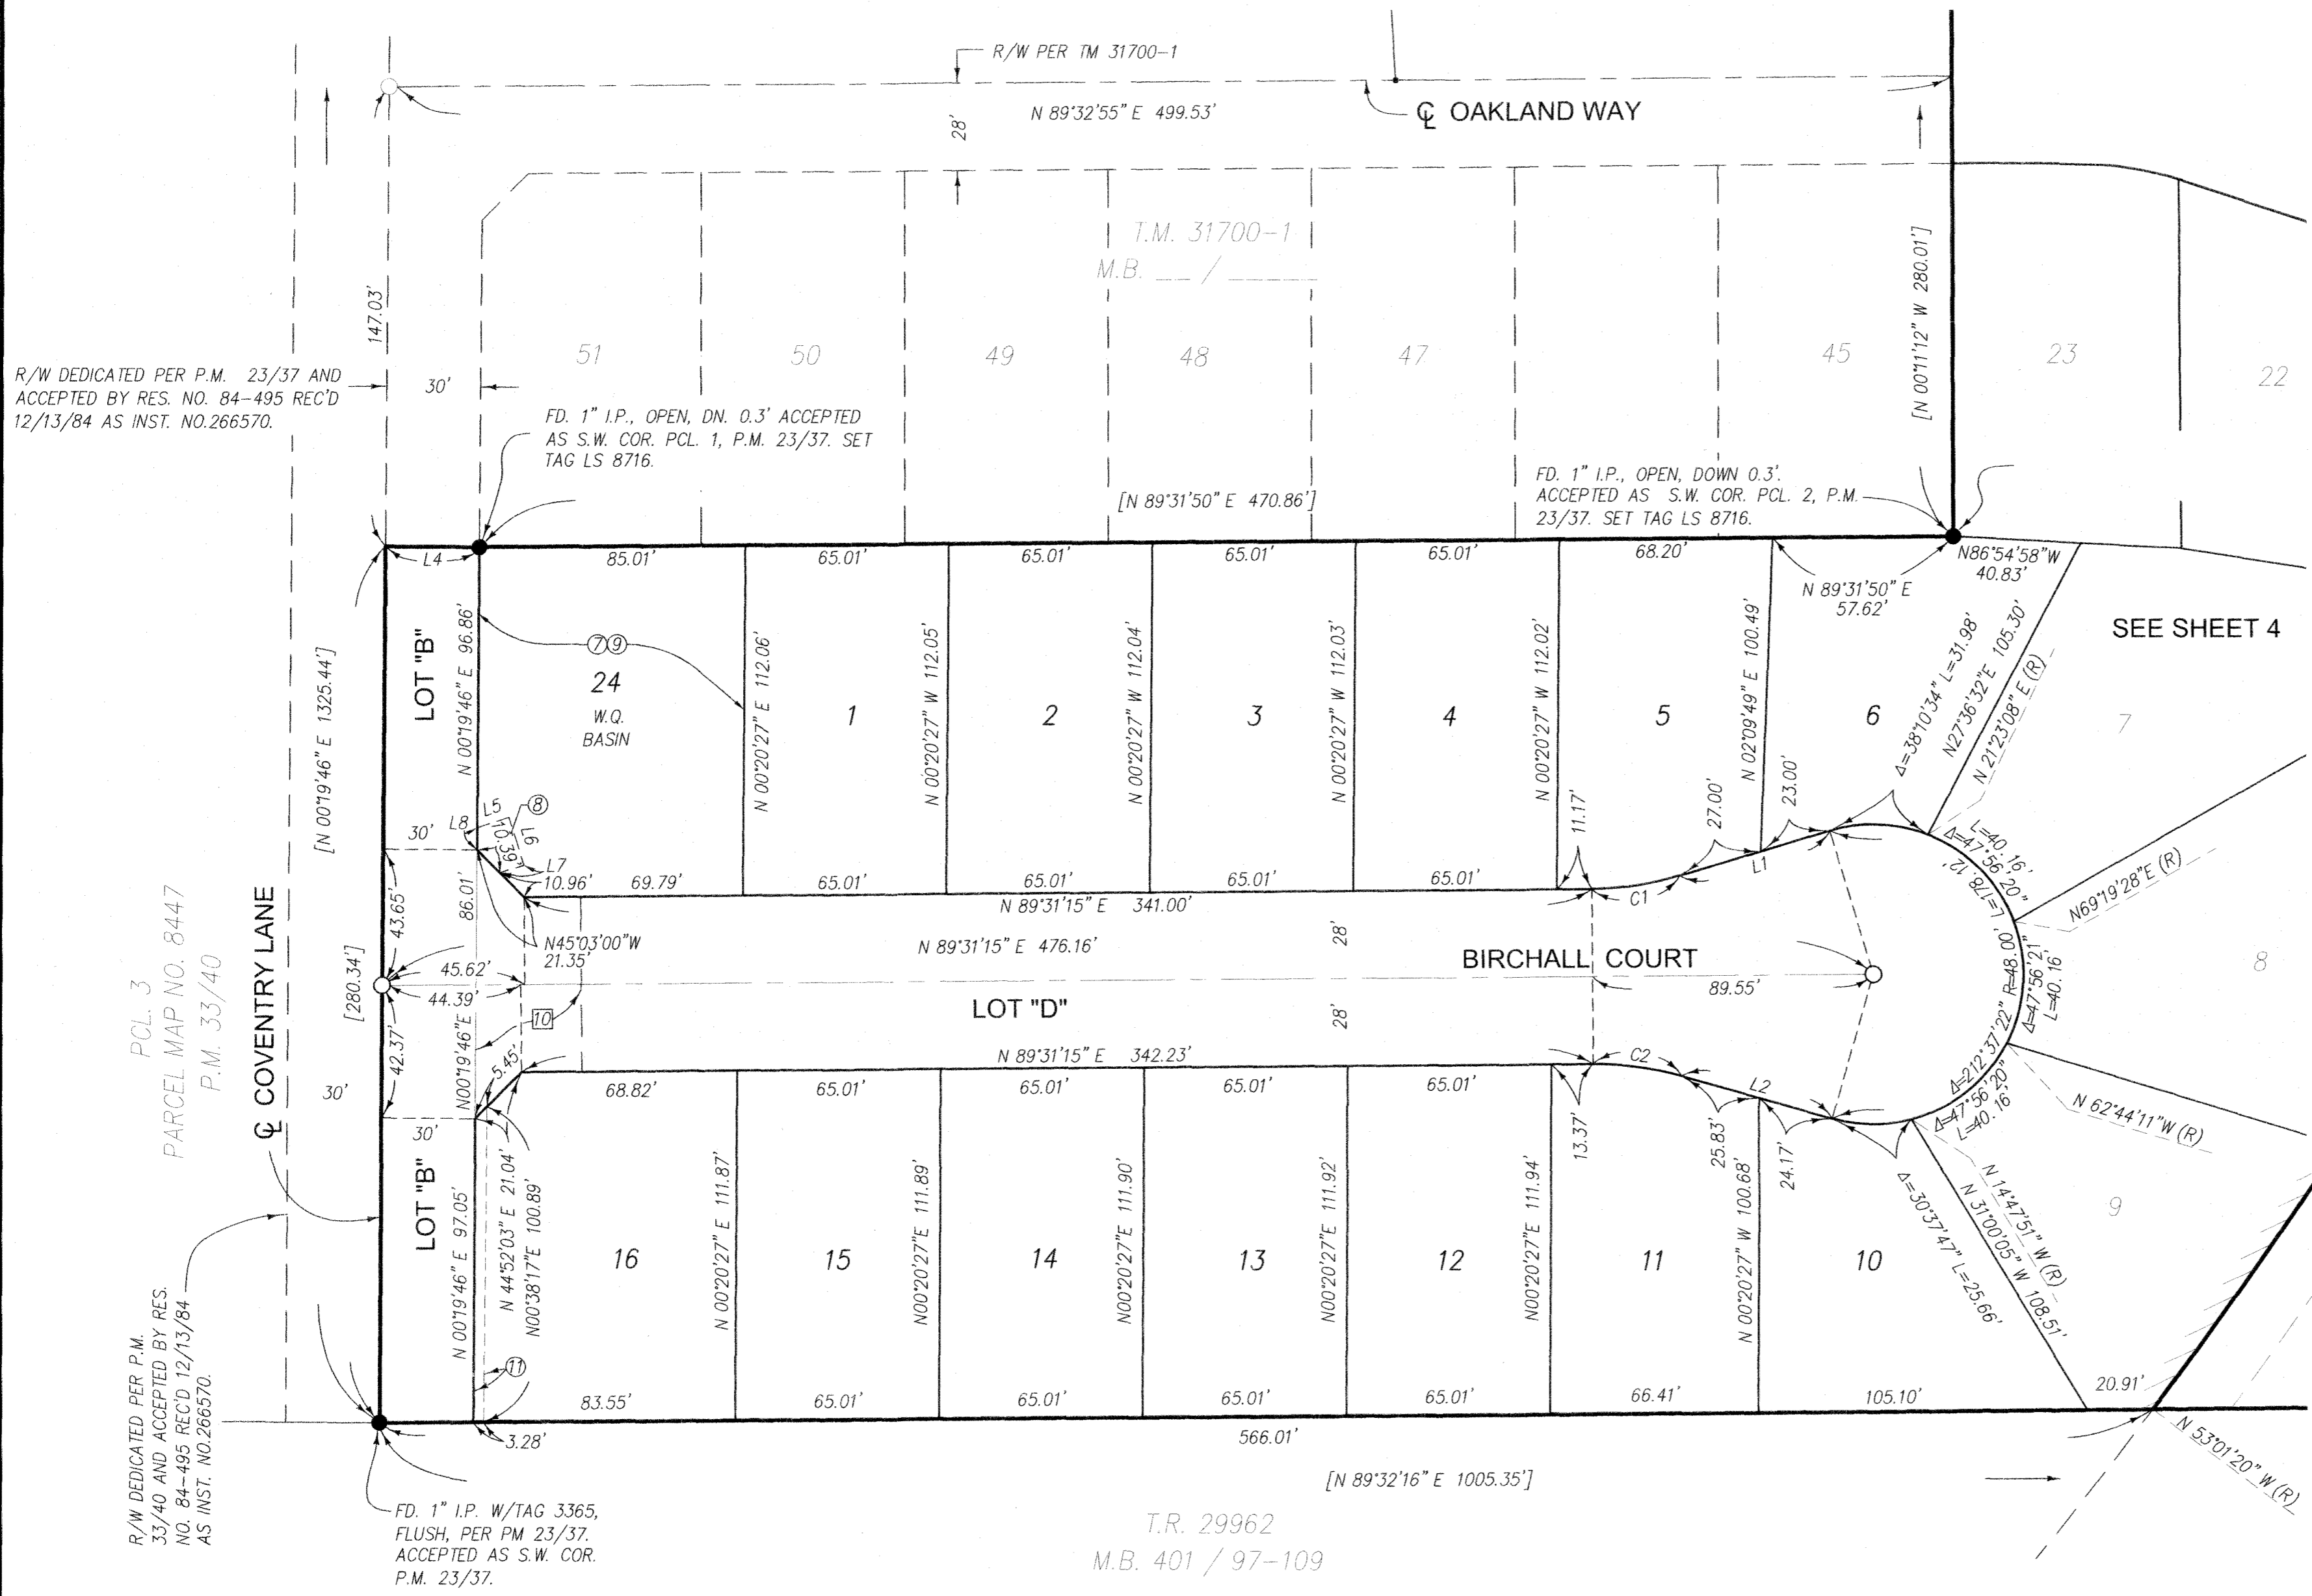 R/W PER TM 31700-1
N 89°32'55" E 499.53'
℄ OAKLAND WAY
28'
T.M. 31700-1
M.B. ___ / ______
147.03'
[N 00°11'12" W 280.01']
51
50
49
48
47
45
23
22
R/W DEDICATED PER P.M. 23/37 AND
ACCEPTED BY RES. NO. 84-495 REC'D
12/13/84 AS INST. NO.266570.
30'
FD. 1" I.P., OPEN, DN. 0.3' ACCEPTED
AS S.W. COR. PCL. 1, P.M. 23/37. SET
TAG LS 8716.
[N 89°31'50" E 470.86']
FD. 1" I.P., OPEN, DOWN 0.3'.
ACCEPTED AS S.W. COR. PCL. 2, P.M.
23/37. SET TAG LS 8716.
L4
85.01'
65.01'
65.01'
65.01'
65.01'
68.20'
N 89°31'50" E
57.62'
N86°54'58"W
40.83'
SEE SHEET 4
LOT "B"
N 00°19'46" E 96.86'
7 9
24
W.Q.
BASIN
N 00°20'27" E 112.06'
1
N 00°20'27" W 112.05'
2
N 00°20'27" W 112.04'
3
N 00°20'27" W 112.03'
4
N 00°20'27" W 112.02'
5
N 02°09'49" E 100.49'
6
Δ=38°10'34" L=31.98'
N27°36'32"E 105.30'
N 21°23'08" E (R)
7
[N 00°19'46" E 1325.44']
L5
8
L8
10.39'
L6
L7
30'
10.96'
69.79'
65.01'
65.01'
65.01'
65.01'
11.17'
27.00'
23.00'
C1
L1
L=40.16'
Δ=47°56'20"
L=178.12'
N69°19'28"E (R)
N 89°31'15" E 341.00'
86.01'
43.65'
N45°03'00"W
21.35'
N 89°31'15" E 476.16'
28'
BIRCHALL COURT
R=48.00'
Δ=47°56'21"
L=40.16'
8
PCL. 3
PARCEL MAP NO. 8447
P.M. 33/40
℄ COVENTRY LANE
[280.34']
45.62'
44.39'
89.55'
LOT "D"
28'
10
42.37'
N00°19'46"E
5.45'
N 89°31'15" E 342.23'
C2
L2
Δ=212°37'22"
Δ=47°56'20"
L=40.16'
N 62°44'11"W (R)
30'
30'
68.82'
65.01'
65.01'
65.01'
65.01'
13.37'
25.83'
24.17'
LOT "B"
N 00°19'46" E 97.05'
N 44°52'03" E 21.04'
N00°38'17"E 100.89'
16
N 00°20'27" E 111.87'
15
N00°20'27"E 111.89'
14
N00°20'27"E 111.90'
13
N00°20'27"E 111.92'
12
N00°20'27"E 111.94'
11
N 00°20'27" W 100.68'
10
Δ=30°37'47" L=25.66'
N 14°47'51" W (R)
N 31°00'05" W 108.51'
9
R/W DEDICATED PER P.M.
33/40 AND ACCEPTED BY RES.
NO. 84-495 REC'D 12/13/84
AS INST. NO.266570.
11
83.55'
65.01'
65.01'
65.01'
65.01'
66.41'
105.10'
20.91'
3.28'
566.01'
N 53°01'20" W (R)
[N 89°32'16" E 1005.35']
FD. 1" I.P. W/TAG 3365,
FLUSH, PER PM 23/37.
ACCEPTED AS S.W. COR.
P.M. 23/37.
T.R. 29962
M.B. 401 / 97-109